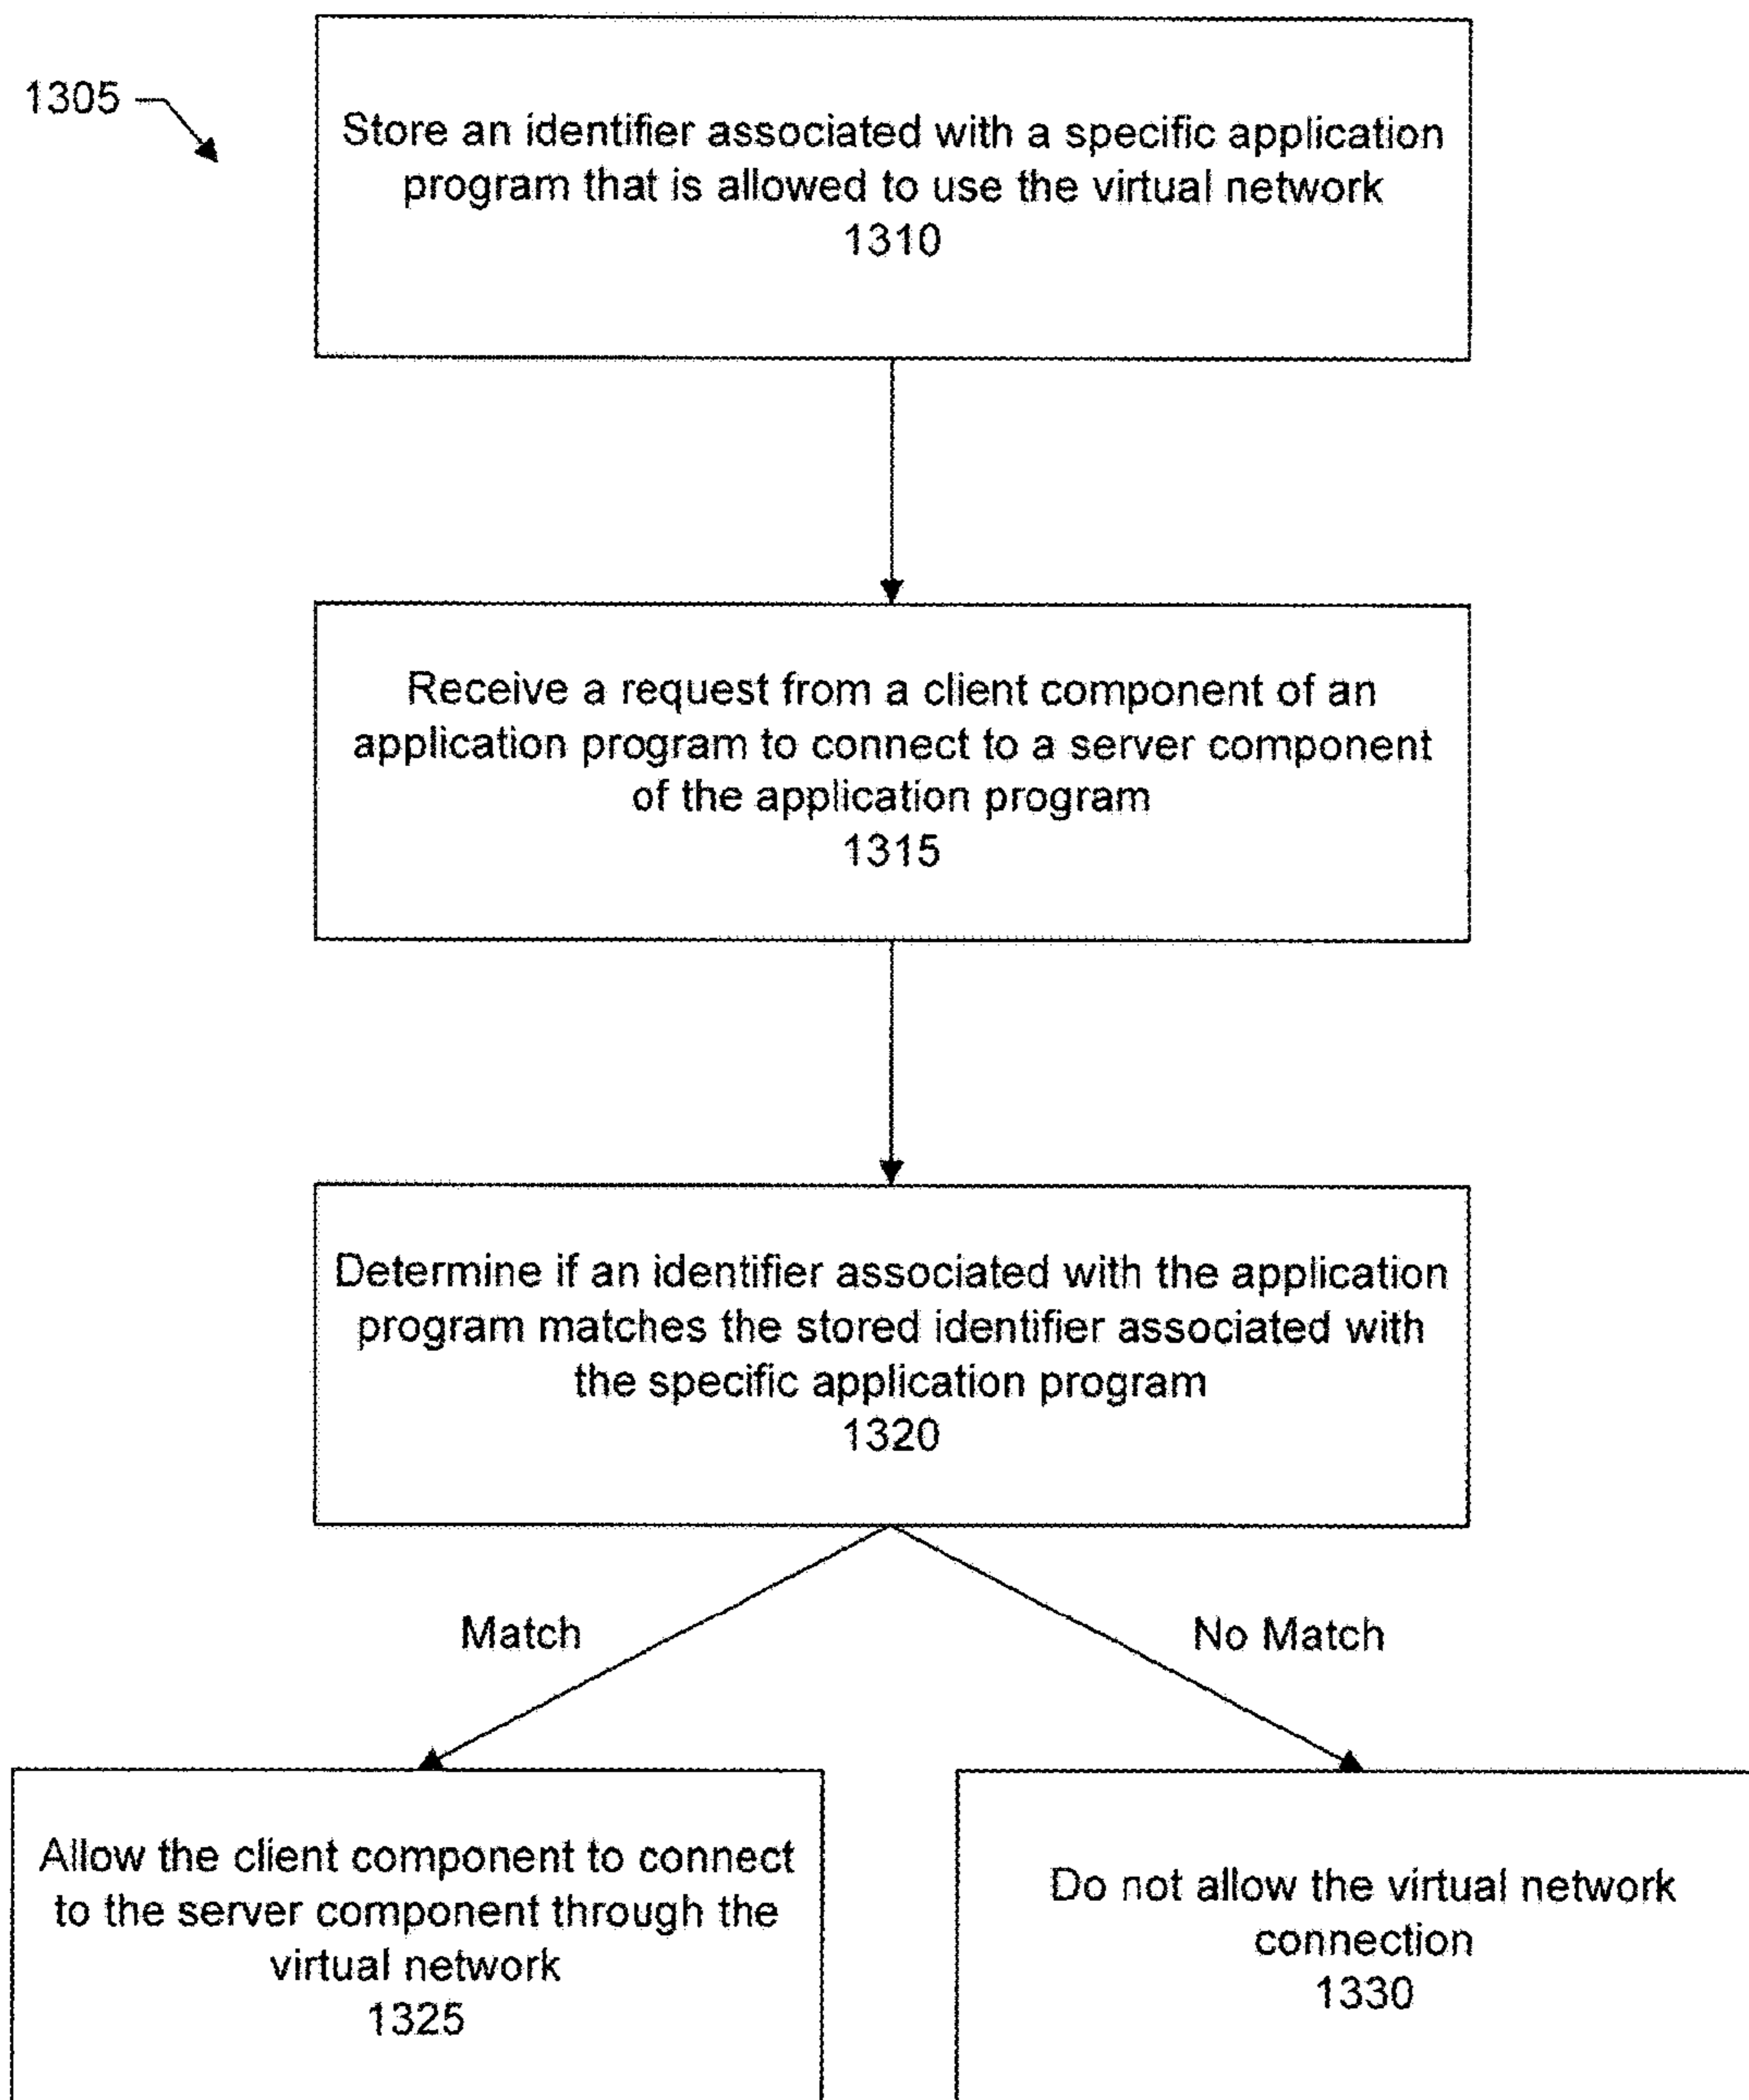 1305
Store an identifier associated with a specific application
program that is allowed to use the virtual network
1310
Receive a request from a client component of an
application program to connect to a server component
of the application program
1315
Determine if an identifier associated with the application
program matches the stored identifier associated with
the specific application program
1320
Match
No Match
Allow the client component to connect
to the server component through the
virtual network
1325
Do not allow the virtual network
connection
1330